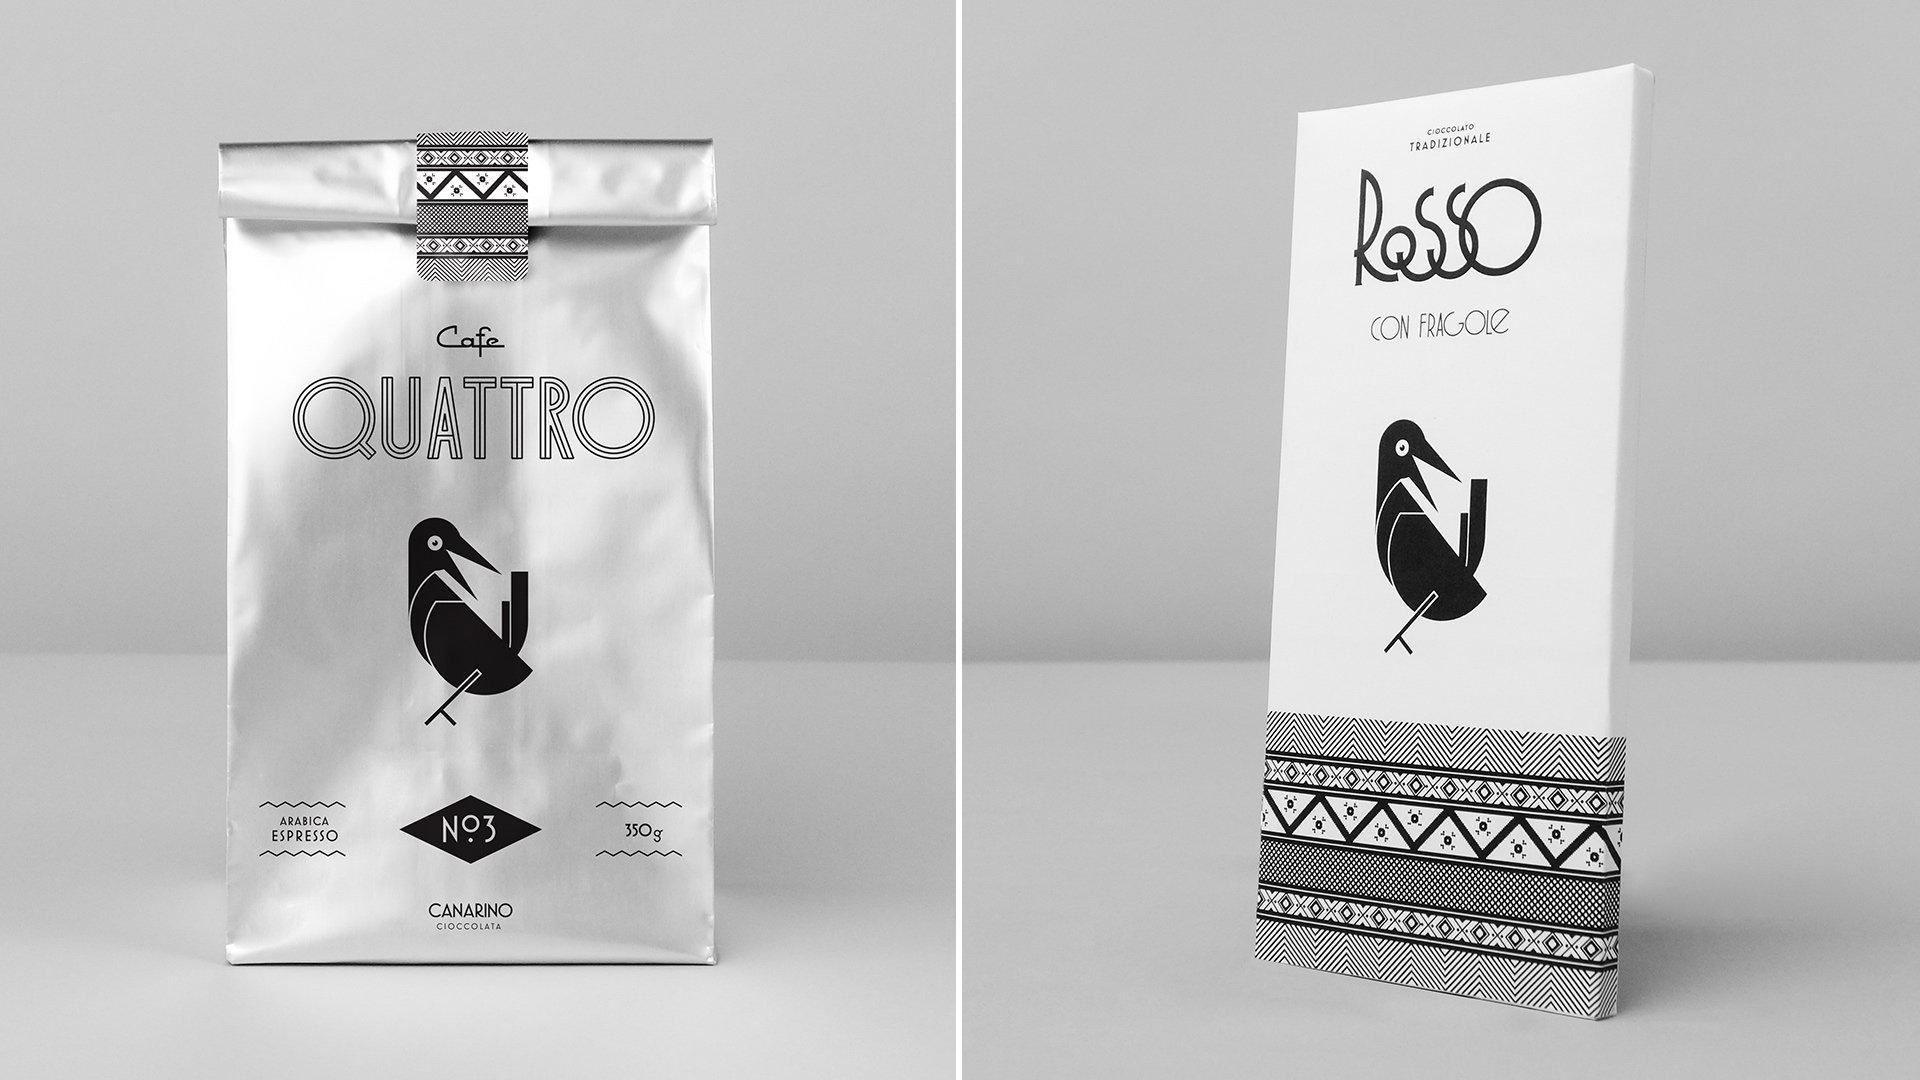 Cafe
QUATTRO
ARABICA
ESPRESSO
Nº3
350g
CANARINO
CIOCCOLATA
CIOCCOLATO
TRADIZIONALE
RoSSO
CON FRAGOLe